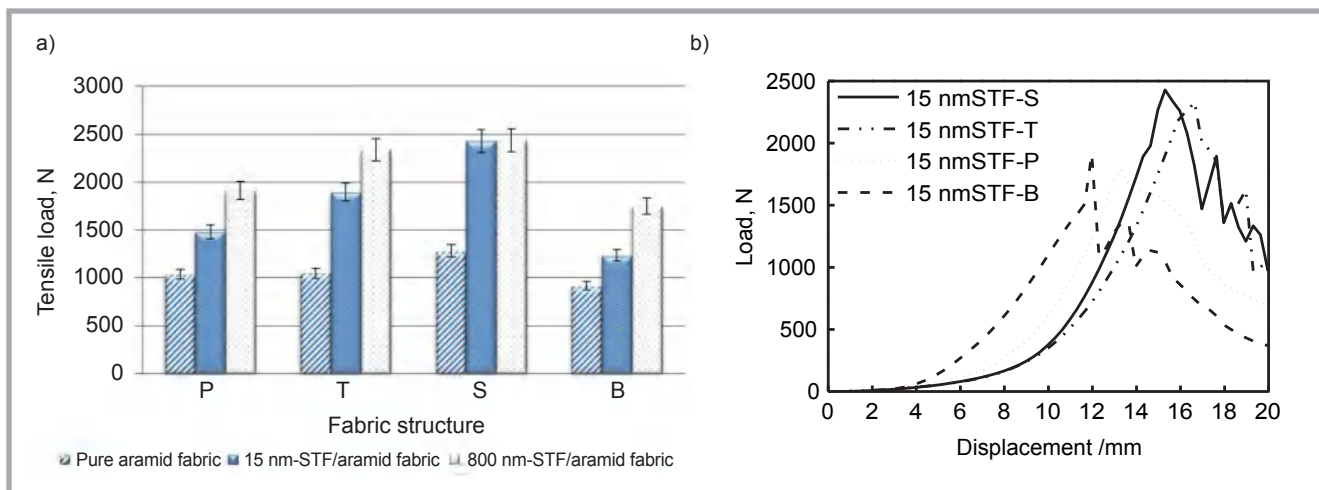 a)
3000
2500
2000
1500
1000
500
0
Tensile load, N
P T S B
Fabric structure
Pure aramid fabric 15 nm-STF/aramid fabric 800 nm-STF/aramid fabric
b)
2500
2000
1500
1000
500
0
Load, N
15 nmSTF-S
15 nmSTF-T
15 nmSTF-P
15 nmSTF-B
0 2 4 6 8 10 12 14 16 18 20
Displacement /mm